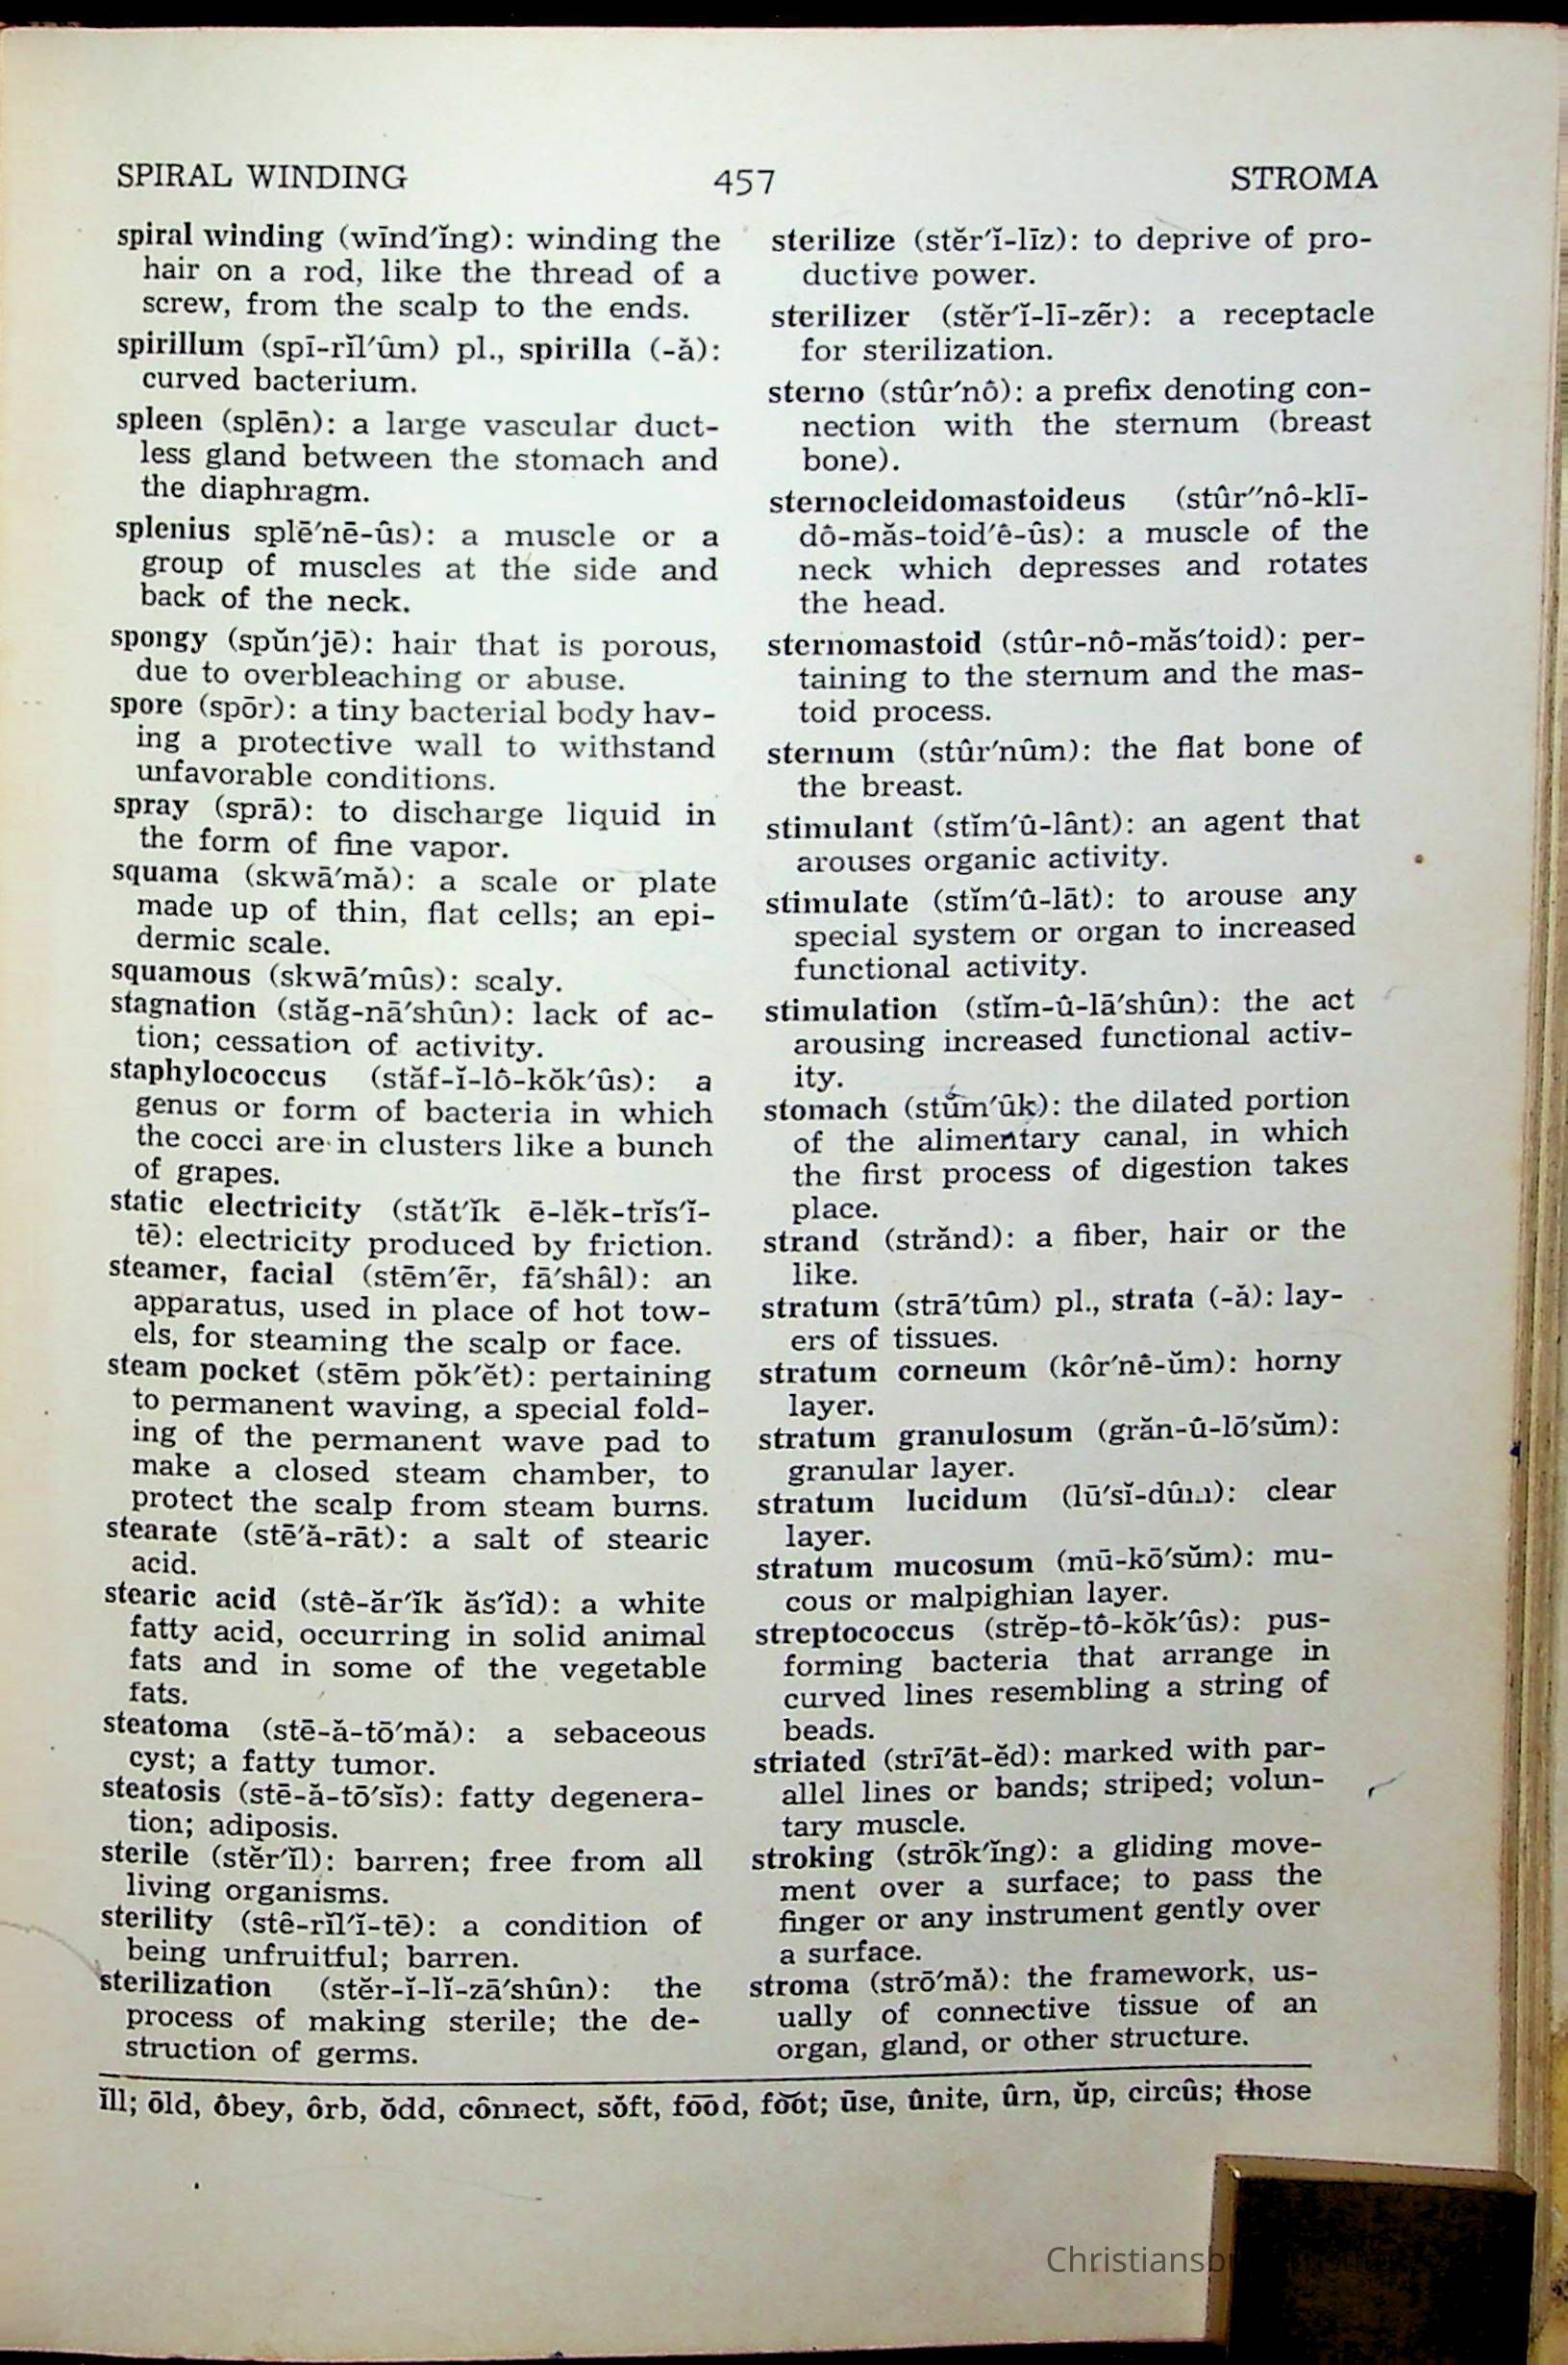 SPIRAL WINDING 457 STROMA
spiral winding (wīnd′ĭng): winding the
hair on a rod, like the thread of a
screw, from the scalp to the ends.
spirillum (spī-rĭl′ûm) pl., spirilla (-ă):
curved bacterium.
spleen (splēn): a large vascular duct-
less gland between the stomach and
the diaphragm.
splenius splē′nē-ûs): a muscle or a
group of muscles at the side and
back of the neck.
spongy (spŭn′jē): hair that is porous,
due to overbleaching or abuse.
spore (spōr): a tiny bacterial body hav-
ing a protective wall to withstand
unfavorable conditions.
spray (sprā): to discharge liquid in
the form of fine vapor.
squama (skwā′mă): a scale or plate
made up of thin, flat cells; an epi-
dermic scale.
squamous (skwā′mûs): scaly.
stagnation (stăg-nā′shûn): lack of ac-
tion; cessation of activity.
staphylococcus (stăf-ĭ-lô-kŏk′ûs): a
genus or form of bacteria in which
the cocci are in clusters like a bunch
of grapes.
static electricity (stăt′ĭk ē-lĕk-trĭs′ĭ-
tē): electricity produced by friction.
steamer, facial (stēm′ẽr, fā′shâl): an
apparatus, used in place of hot tow-
els, for steaming the scalp or face.
steam pocket (stēm pŏk′ĕt): pertaining
to permanent waving, a special fold-
ing of the permanent wave pad to
make a closed steam chamber, to
protect the scalp from steam burns.
stearate (stē′ă-rāt): a salt of stearic
acid.
stearic acid (stê-ăr′ĭk ăs′ĭd): a white
fatty acid, occurring in solid animal
fats and in some of the vegetable
fats.
steatoma (stē-ă-tō′mă): a sebaceous
cyst; a fatty tumor.
steatosis (stē-ă-tō′sĭs): fatty degenera-
tion; adiposis.
sterile (stĕr′ĭl): barren; free from all
living organisms.
sterility (stê-rĭl′ĭ-tē): a condition of
being unfruitful; barren.
sterilization (stĕr-ĭ-lĭ-zā′shûn): the
process of making sterile; the de-
struction of germs.
sterilize (stĕr′ĭ-līz): to deprive of pro-
ductive power.
sterilizer (stĕr′ĭ-lī-zẽr): a receptacle
for sterilization.
sterno (stûr′nô): a prefix denoting con-
nection with the sternum (breast
bone).
sternocleidomastoideus (stûr″nô-klī-
dô-măs-toid′ê-ûs): a muscle of the
neck which depresses and rotates
the head.
sternomastoid (stûr-nô-măs′toid): per-
taining to the sternum and the mas-
toid process.
sternum (stûr′nûm): the flat bone of
the breast.
stimulant (stĭm′û-lânt): an agent that
arouses organic activity.
stimulate (stĭm′û-lāt): to arouse any
special system or organ to increased
functional activity.
stimulation (stĭm-û-lā′shûn): the act
arousing increased functional activ-
ity.
stomach (stŭm′ûk): the dilated portion
of the alimentary canal, in which
the first process of digestion takes
place.
strand (strănd): a fiber, hair or the
like.
stratum (strā′tûm) pl., strata (-ă): lay-
ers of tissues.
stratum corneum (kôr′nê-ŭm): horny
layer.
stratum granulosum (grăn-û-lō′sŭm):
granular layer.
stratum lucidum (lū′sĭ-dûm): clear
layer.
stratum mucosum (mū-kō′sŭm): mu-
cous or malpighian layer.
streptococcus (strĕp-tô-kŏk′ûs): pus-
forming bacteria that arrange in
curved lines resembling a string of
beads.
striated (strī′āt-ĕd): marked with par-
allel lines or bands; striped; volun-
tary muscle.
stroking (strōk′ĭng): a gliding move-
ment over a surface; to pass the
finger or any instrument gently over
a surface.
stroma (strō′mă): the framework, us-
ually of connective tissue of an
organ, gland, or other structure.
ĭll; ōld, ôbey, ôrb, ŏdd, cônnect, sŏft, fo͞od, fo͝ot; ūse, ûnite, ûrn, ŭp, circûs; those